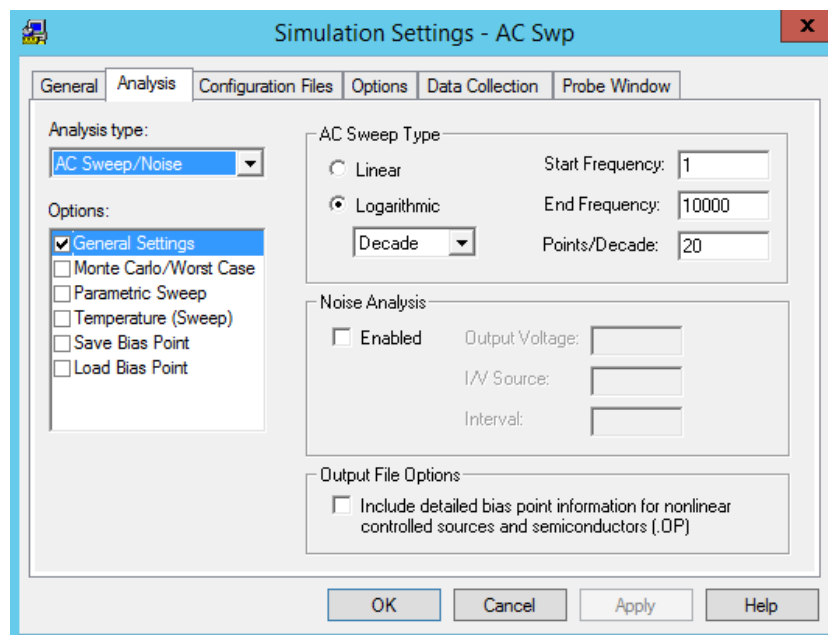 Simulation Settings - AC Swp
x
General
Analysis
Configuration Files
Options
Data Collection
Probe Window
Analysis type:
AC Sweep/Noise
Options:
General Settings
Monte Carlo/Worst Case
Parametric Sweep
Temperature (Sweep)
Save Bias Point
Load Bias Point
AC Sweep Type
Linear
Logarithmic
Decade
Start Frequency: 1
End Frequency: 10000
Points/Decade: 20
Noise Analysis
Enabled
Output Voltage:
I/V Source:
Interval:
Output File Options
Include detailed bias point information for nonlinear
controlled sources and semiconductors (.OP)
OK
Cancel
Apply
Help